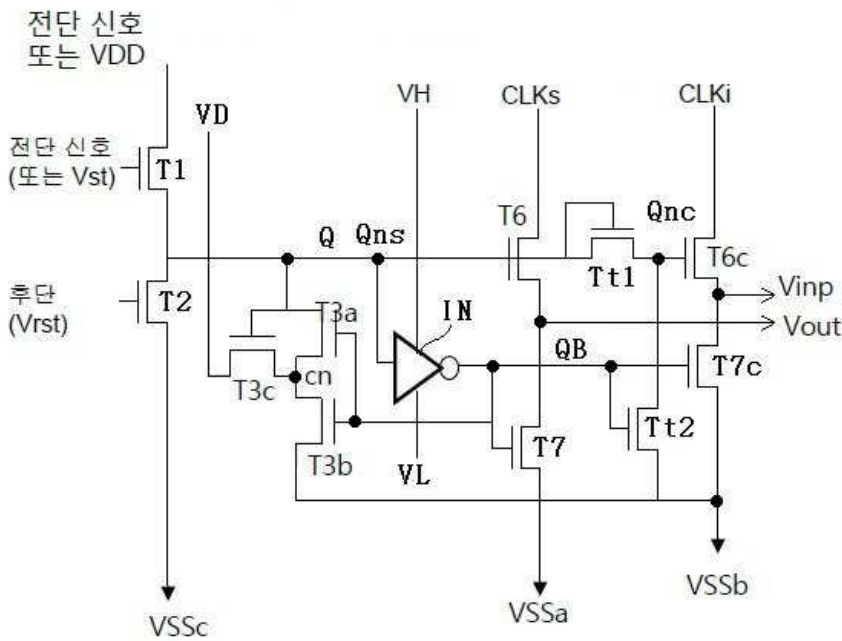 전단 신호
또는 VDD
VD
VH
CLKs
CLKi
전단 신호
(또는 Vst)
T1
T6
Qnc
Q
Qns
Tt1
T6c
후단
(Vrst)
T2
T3a
IN
Vinp
Vout
QB
T3c
cn
T7c
T3b
VL
T7
Tt2
VSSc
VSSa
VSSb